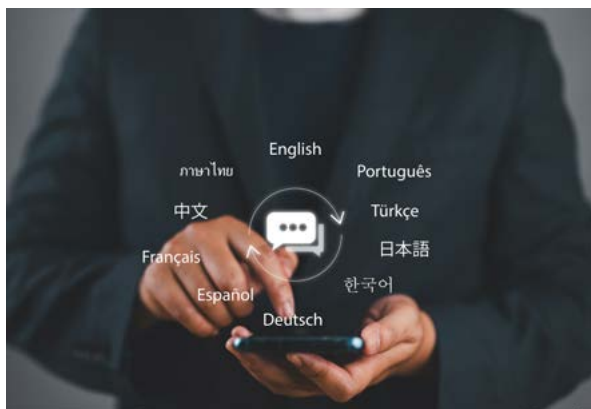 English
ภาษาไทย
Português
中文
Türkçe
日本語
Français
한국어
Español
Deutsch